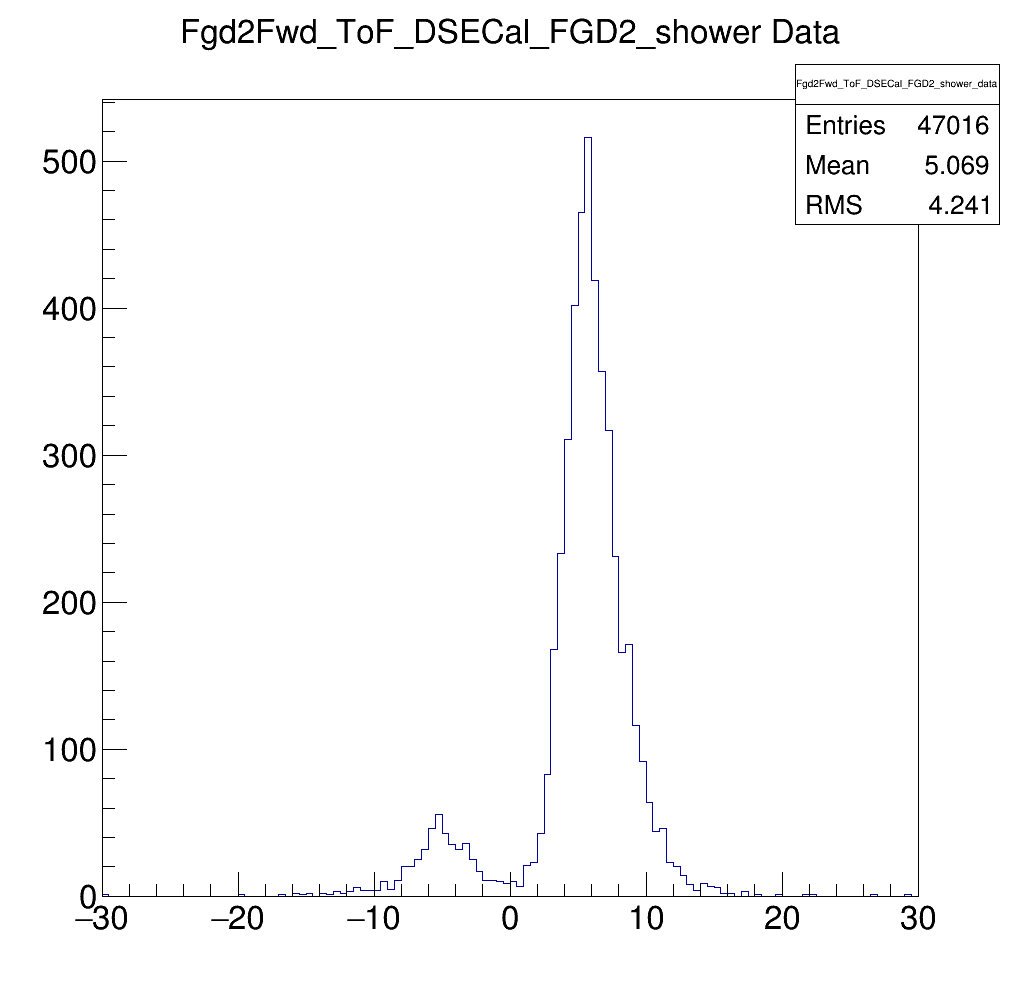 Fgd2Fwd_ToF_DSECal_FGD2_shower Data
Fgd2Fwd_ToF_DSECal_FGD2_shower_data
Entries 47016
Mean 5.069
RMS 4.241
500
400
300
200
100
0
−30 −20 −10 0 10 20 30